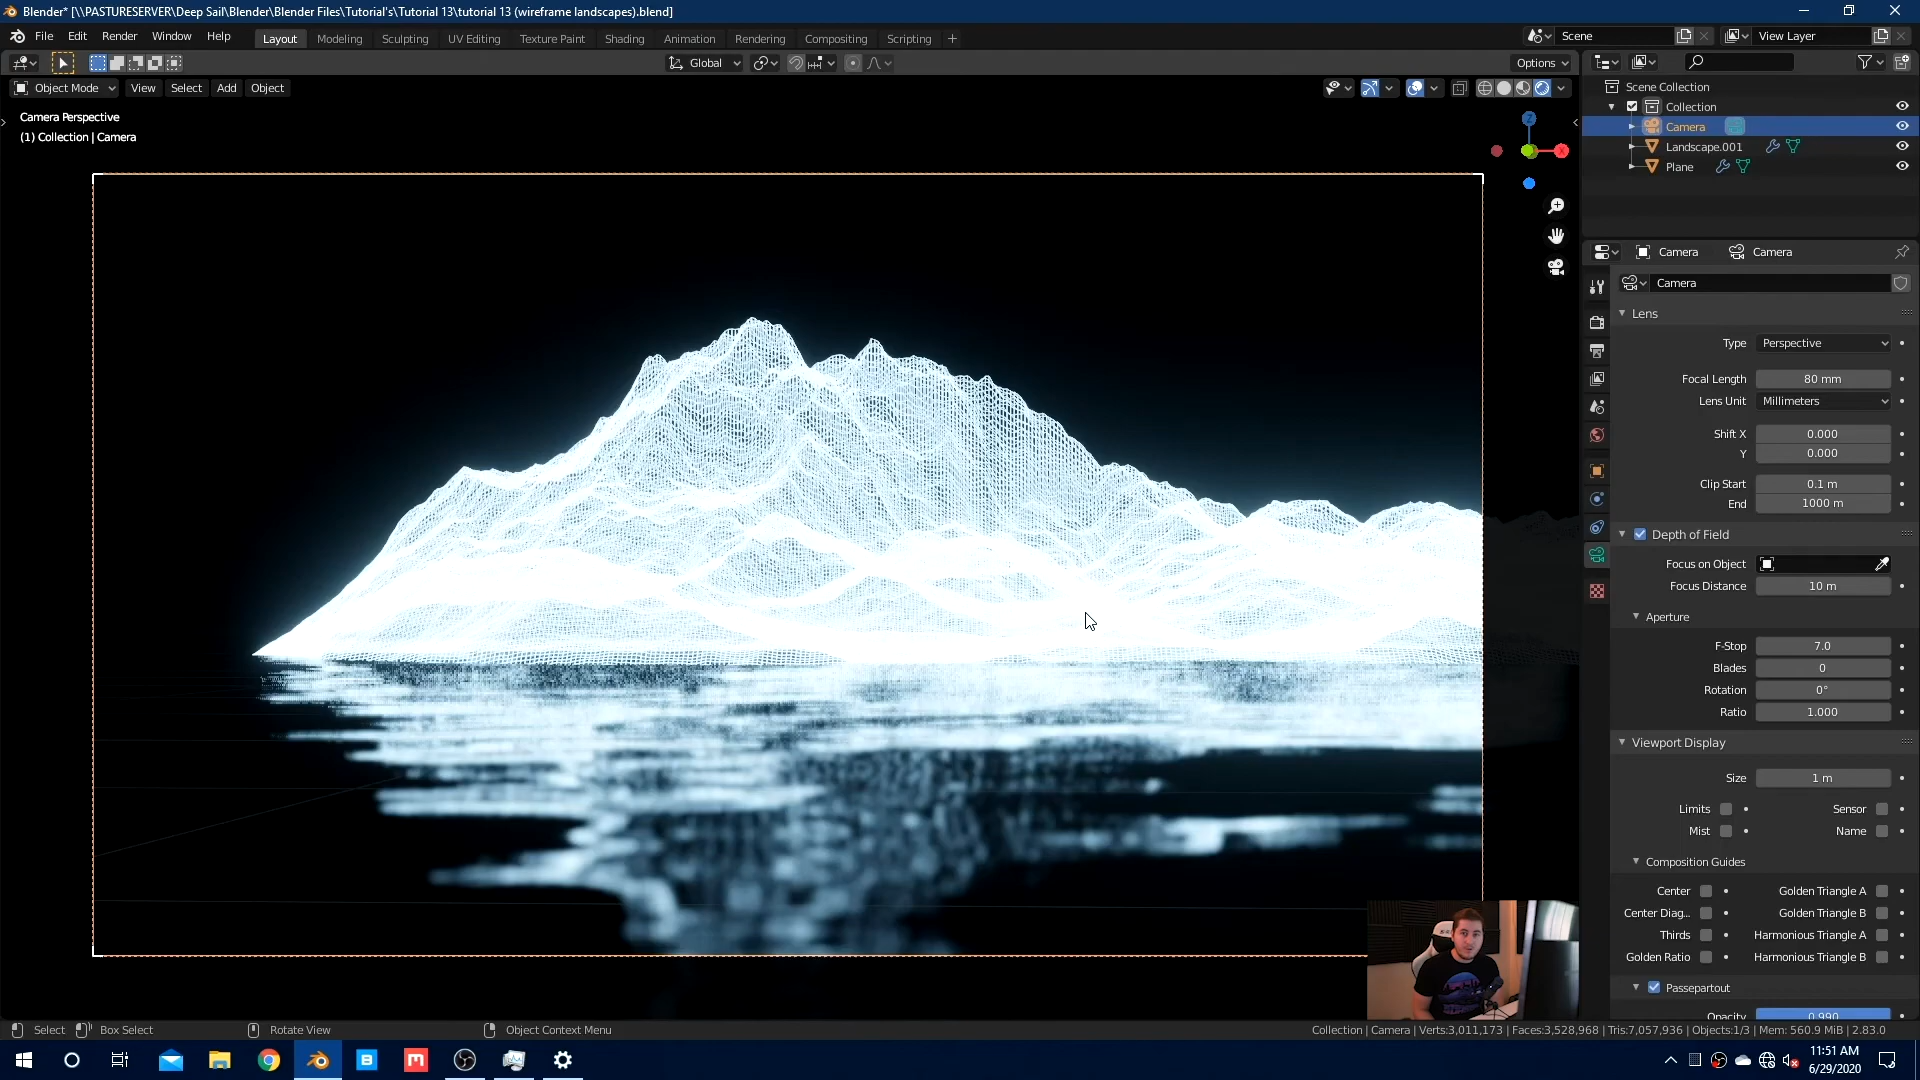 Blender* [\\PASTURESERVER\Deep Sail\Blender\Blender Files\Tutorial's\Tutorial 13\tutorial 13 (wireframe landscapes).blend]
File Edit Render Window Help
Layout Modeling Sculpting UV Editing Texture Paint Shading Animation Rendering Compositing Scripting +
Scene
View Layer
Global
Options
Object Mode View Select Add Object
Camera Perspective
(1) Collection | Camera
Z
X
Scene Collection
Collection
Camera
Landscape.001
Plane
Camera Camera
Camera
Lens
Type Perspective
Focal Length 80 mm
Lens Unit Millimeters
Shift X 0.000
Y 0.000
Clip Start 0.1 m
End 1000 m
Depth of Field
Focus on Object
Focus Distance 10 m
Aperture
F-Stop 7.0
Blades 0
Rotation 0°
Ratio 1.000
Viewport Display
Size 1 m
Limits Sensor
Mist Name
Composition Guides
Center Golden Triangle A
Center Diag... Golden Triangle B
Thirds Harmonious Triangle A
Golden Ratio Harmonious Triangle B
Passepartout
Opacity 0.990
Select Box Select Rotate View Object Context Menu
Collection | Camera | Verts:3,011,173 | Faces:3,528,968 | Tris:7,057,936 | Objects:1/3 | Mem: 560.9 MiB | 2.83.0
11:51 AM
6/29/2020